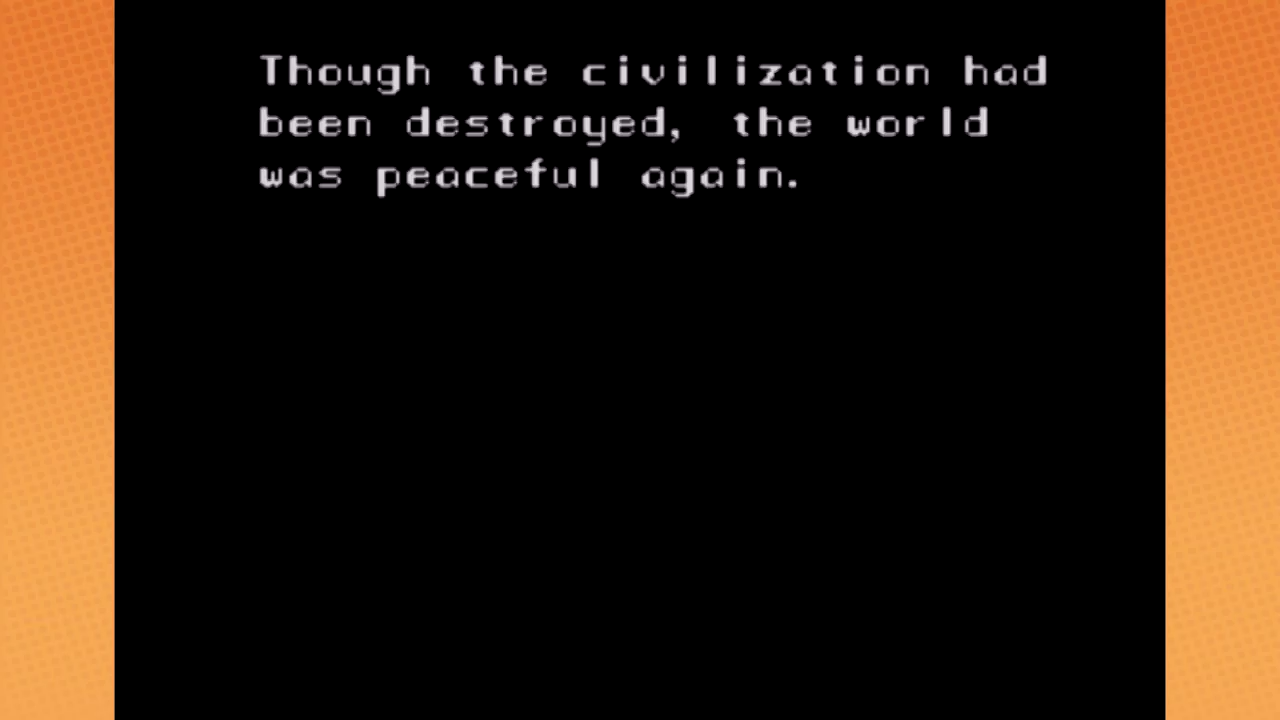 Though the civilization had
been destroyed, the world
was peaceful again.